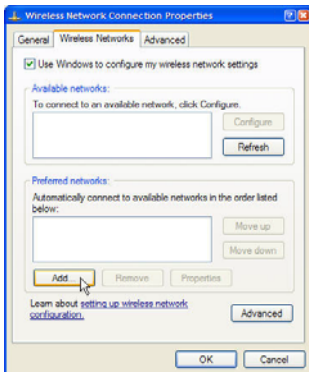 Wireless Network Connection Properties
General Wireless Networks Advanced
Use Windows to configure my wireless network settings
Available networks:
To connect to an available network, click Configure.
Configure
Refresh
Preferred networks:
Automatically connect to available networks in the order listed
below:
Move up
Move down
Add... Remove Properties
Learn about setting up wireless network
configuration.
Advanced
OK Cancel